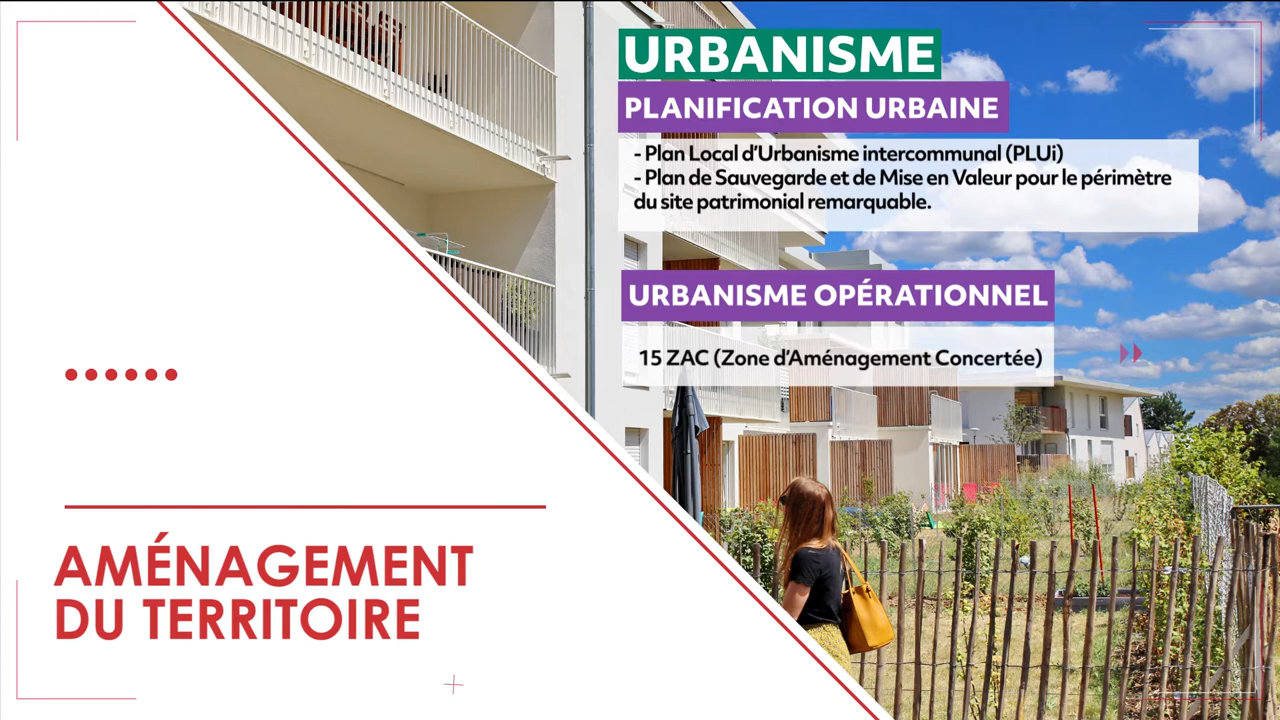 URBANISME
PLANIFICATION URBAINE
- Plan Local d'Urbanisme intercommunal (PLUi)
- Plan de Sauvegarde et de Mise en Valeur pour le périmètre
du site patrimonial remarquable.
URBANISME OPÉRATIONNEL
15 ZAC (Zone d'Aménagement Concertée)
AMÉNAGEMENT
DU TERRITOIRE